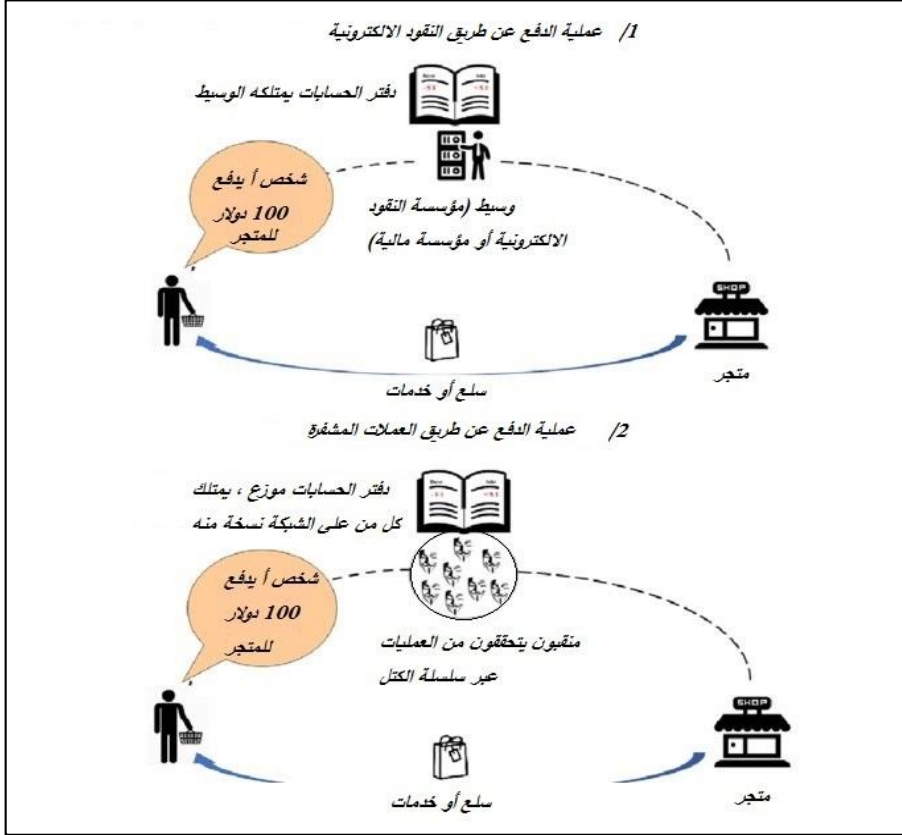 1/ عملية الدفع عن طريق النقود الالكترونية
دفتر الحسابات يمتلكه الوسيط
شخص أ يدفع
100 دولار
للمتجر
وسيط (مؤسسة النقود
الالكترونية أو مؤسسة مالية)
SHOP
متجر
سلع أو خدمات
2/ عملية الدفع عن طريق العملات المشفرة
دفتر الحسابات موزع ، يمتلك
كل من على الشبكة نسخة منه
شخص أ يدفع
100 دولار
للمتجر
منقبون يتحققون من العمليات
عبر سلسلة الكتل
SHOP
متجر
سلع أو خدمات